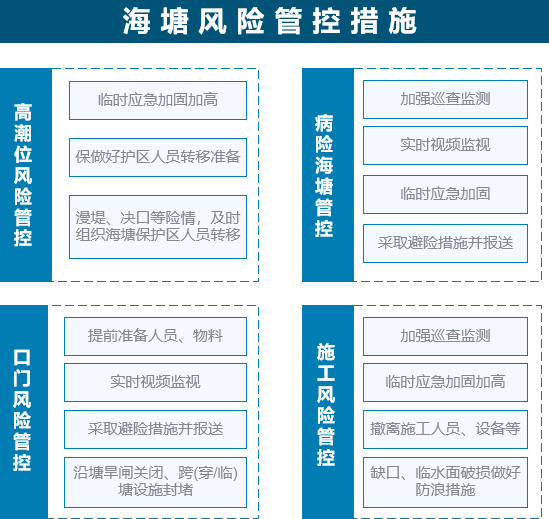 海塘风险管控措施
高潮位风险管控
临时应急加固加高
保做好护区人员转移准备
漫堤、决口等险情，及时
组织海塘保护区人员转移
病险海塘管控
加强巡查监测
实时视频监视
临时应急加固
采取避险措施并报送
口门风险管控
提前准备人员、物料
实时视频监视
采取避险措施并报送
沿塘旱闸关闭、跨(穿/临)
塘设施封堵
施工风险管控
加强巡查监测
临时应急加固加高
撤离施工人员、设备等
缺口、临水面破损做好
防浪措施